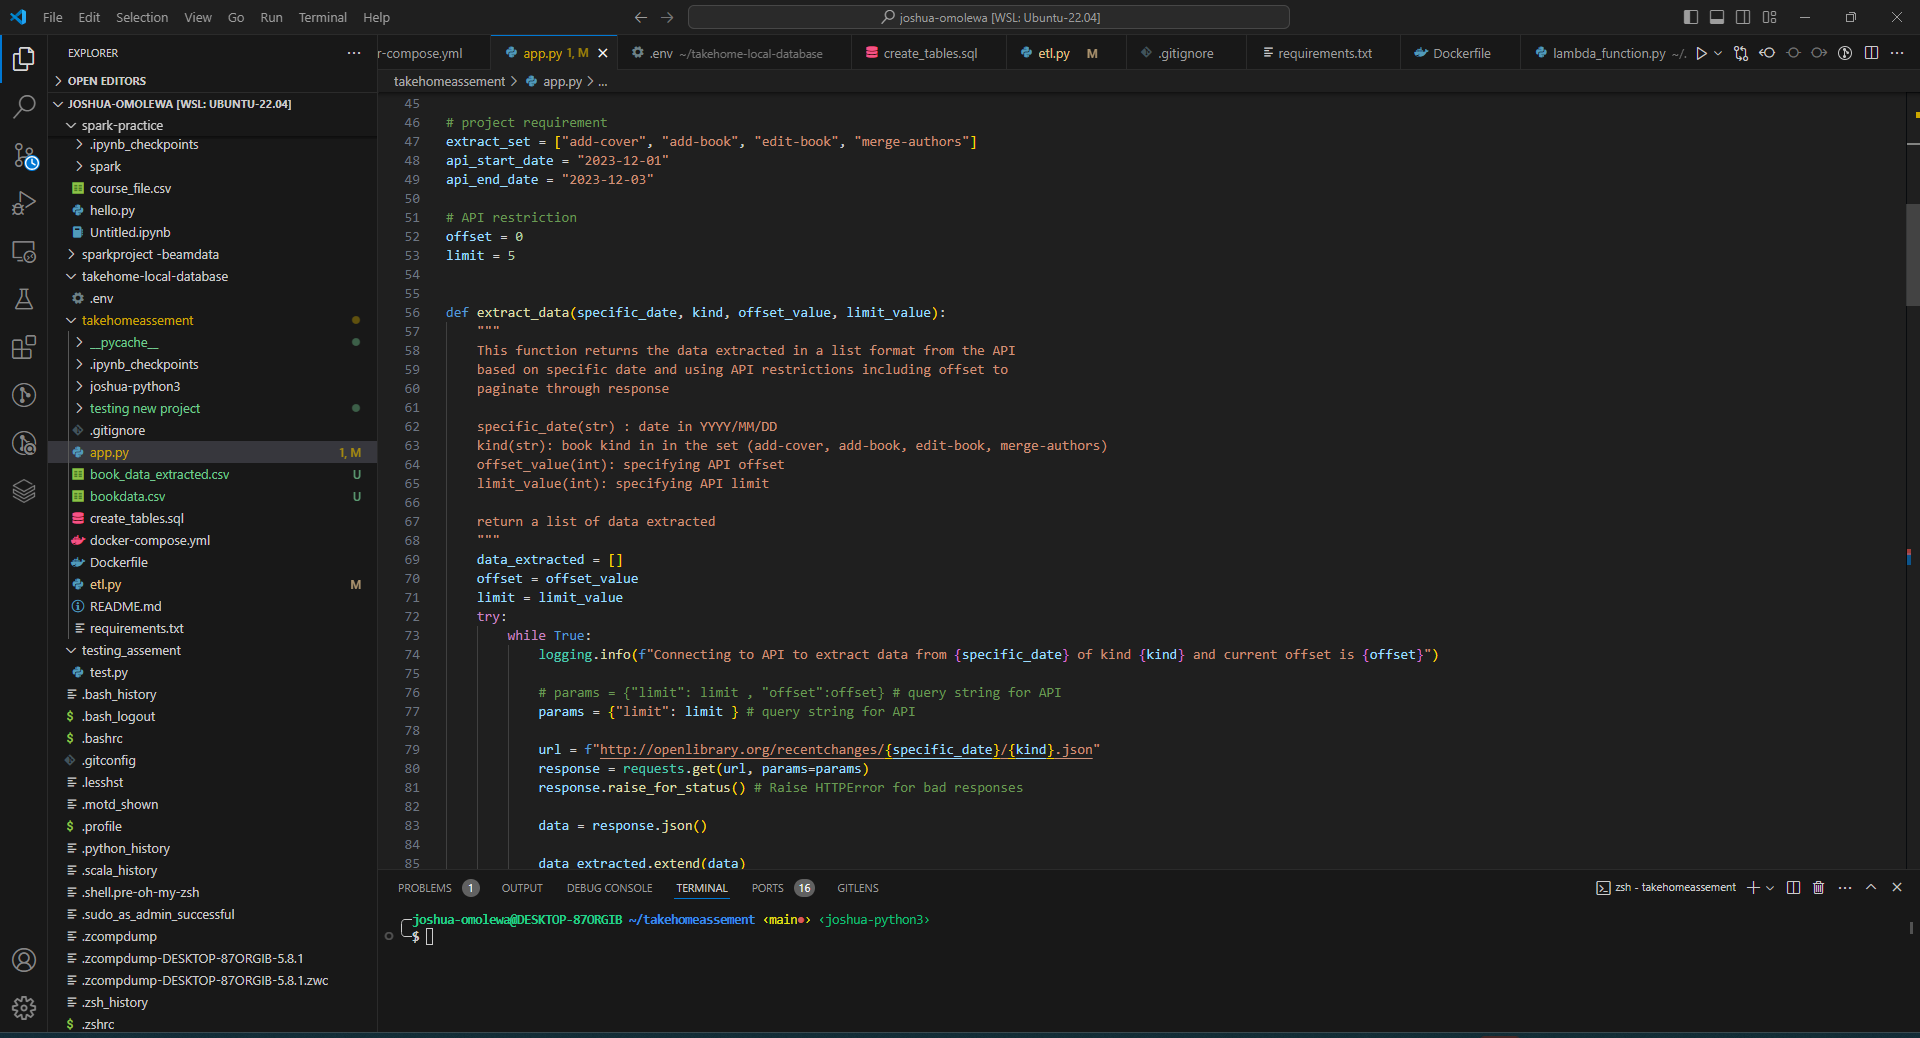 File Edit Selection View Go Run Terminal Help
joshua-omolewa [WSL: Ubuntu-22.04]
EXPLORER
r-compose.yml app.py 1, M .env ~/takehome-local-database create_tables.sql etl.py M .gitignore requirements.txt Dockerfile lambda_function.py ~/.
OPEN EDITORS
JOSHUA-OMOLEWA [WSL: UBUNTU-22.04]
spark-practice
.ipynb_checkpoints
spark
course_file.csv
hello.py
Untitled.ipynb
sparkproject -beamdata
takehome-local-database
.env
takehomeassement
__pycache__
.ipynb_checkpoints
joshua-python3
testing new project
.gitignore
app.py 1, M
book_data_extracted.csv U
bookdata.csv U
create_tables.sql
docker-compose.yml
Dockerfile
etl.py M
README.md
requirements.txt
testing_assement
test.py
.bash_history
.bash_logout
.bashrc
.gitconfig
.lesshst
.motd_shown
.profile
.python_history
.scala_history
.shell.pre-oh-my-zsh
.sudo_as_admin_successful
.zcompdump
.zcompdump-DESKTOP-87ORGIB-5.8.1
.zcompdump-DESKTOP-87ORGIB-5.8.1.zwc
.zsh_history
.zshrc
takehomeassement > app.py > ...
45
46 # project requirement
47 extract_set = ["add-cover", "add-book", "edit-book", "merge-authors"]
48 api_start_date = "2023-12-01"
49 api_end_date = "2023-12-03"
50
51 # API restriction
52 offset = 0
53 limit = 5
54
55
56 def extract_data(specific_date, kind, offset_value, limit_value):
57 """
58 This function returns the data extracted in a list format from the API
59 based on specific date and using API restrictions including offset to
60 paginate through response
61
62 specific_date(str) : date in YYYY/MM/DD
63 kind(str): book kind in in the set (add-cover, add-book, edit-book, merge-authors)
64 offset_value(int): specifying API offset
65 limit_value(int): specifying API limit
66
67 return a list of data extracted
68 """
69 data_extracted = []
70 offset = offset_value
71 limit = limit_value
72 try:
73 while True:
74 logging.info(f"Connecting to API to extract data from {specific_date} of kind {kind} and current offset is {offset}")
75
76 # params = {"limit": limit , "offset":offset} # query string for API
77 params = {"limit": limit } # query string for API
78
79 url = f"http://openlibrary.org/recentchanges/{specific_date}/{kind}.json"
80 response = requests.get(url, params=params)
81 response.raise_for_status() # Raise HTTPError for bad responses
82
83 data = response.json()
84
85 data_extracted.extend(data)
PROBLEMS 1 OUTPUT DEBUG CONSOLE TERMINAL PORTS 16 GITLENS
zsh - takehomeassement
joshua-omolewa@DESKTOP-87ORGIB ~/takehomeassement ‹main●› ‹joshua-python3›
$